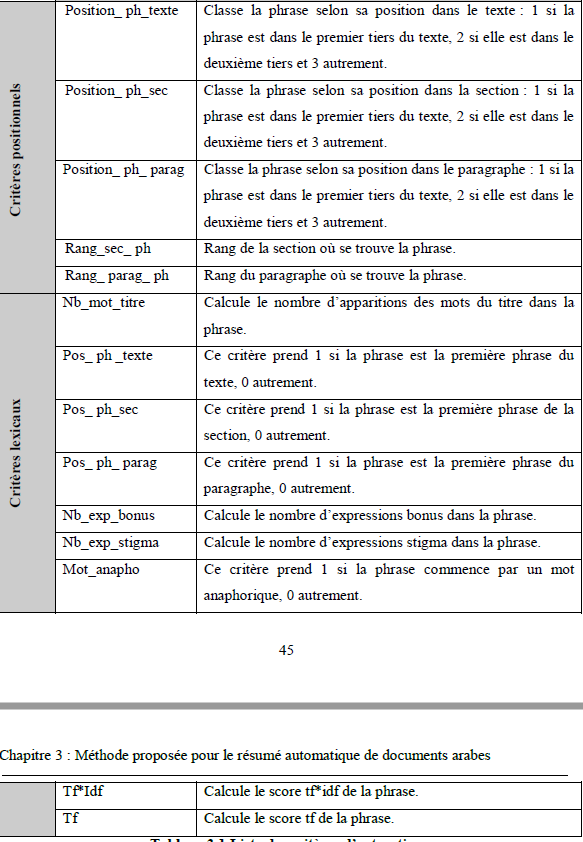 Critères positionnels
Position_ ph_texte
Classe la phrase selon sa position dans le texte : 1 si la
phrase est dans le premier tiers du texte, 2 si elle est dans le
deuxième tiers et 3 autrement.
Position_ ph_sec
Classe la phrase selon sa position dans la section : 1 si la
phrase est dans le premier tiers du texte, 2 si elle est dans le
deuxième tiers et 3 autrement.
Position_ ph_ parag
Classe la phrase selon sa position dans le paragraphe : 1 si la
phrase est dans le premier tiers du texte, 2 si elle est dans le
deuxième tiers et 3 autrement.
Rang_sec_ ph
Rang de la section où se trouve la phrase.
Rang_ parag_ ph
Rang du paragraphe où se trouve la phrase.
Critères lexicaux
Nb_mot_titre
Calcule le nombre d'apparitions des mots du titre dans la
phrase.
Pos_ ph _texte
Ce critère prend 1 si la phrase est la première phrase du
texte, 0 autrement.
Pos_ ph_sec
Ce critère prend 1 si la phrase est la première phrase de la
section, 0 autrement.
Pos_ ph_ parag
Ce critère prend 1 si la phrase est la première phrase du
paragraphe, 0 autrement.
Nb_exp_bonus
Calcule le nombre d'expressions bonus dans la phrase.
Nb_exp_stigma
Calcule le nombre d'expressions stigma dans la phrase.
Mot_anapho
Ce critère prend 1 si la phrase commence par un mot
anaphorique, 0 autrement.
45
Chapitre 3 : Méthode proposée pour le résumé automatique de documents arabes
Tf*Idf
Calcule le score tf*idf de la phrase.
Tf
Calcule le score tf de la phrase.